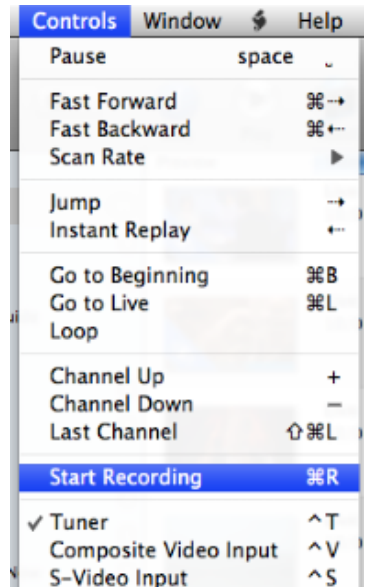 Controls Window Help
Pause space ⎵
Fast Forward ⌘⇢
Fast Backward ⌘⇠
Scan Rate ▶
Jump ⇢
Instant Replay ⇠
Go to Beginning ⌘B
Go to Live ⌘L
Loop
Channel Up +
Channel Down –
Last Channel ⇧⌘L
Start Recording ⌘R
✓ Tuner ^T
Composite Video Input ^V
S-Video Input ^S